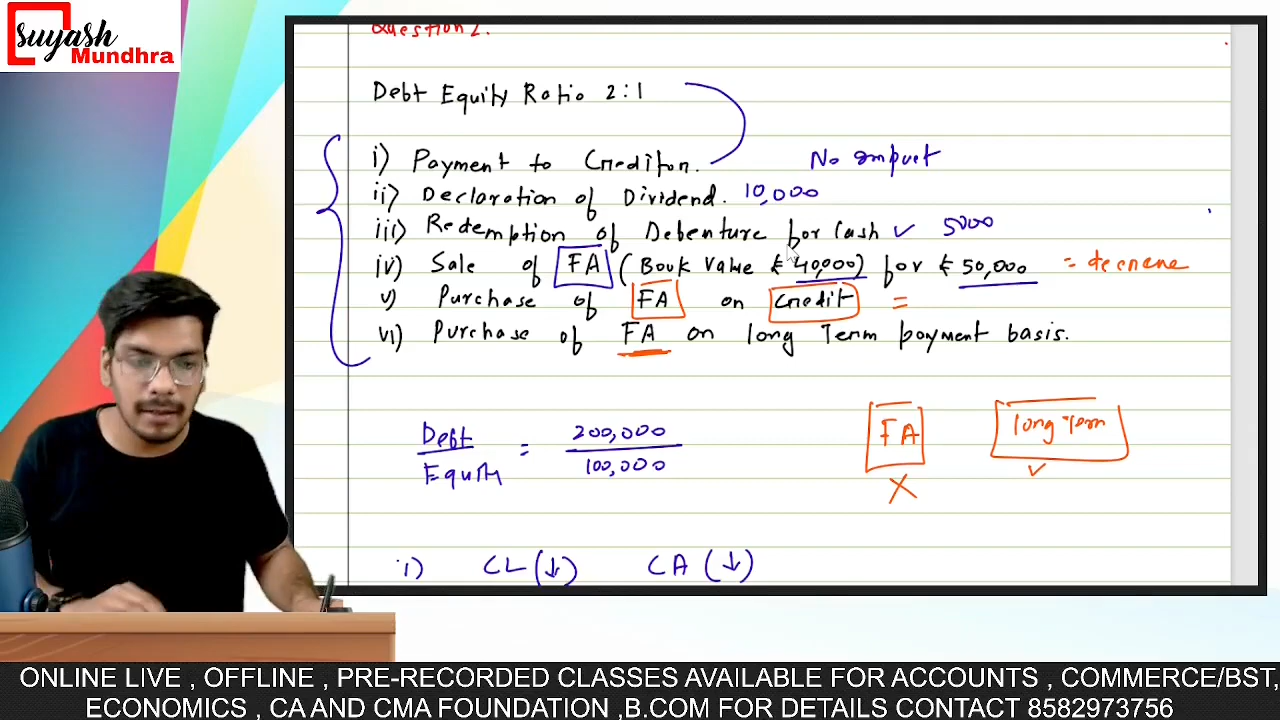 suyash
Mundhra
Question 2.
Debt Equity Ratio 2:1
i) Payment to Creditor. No impact
ii) Declaration of Dividend. 10,000
iii) Redemption of Debenture for Cash ✓ 5000
iv) Sale of FA (Book Value ₹ 40,000) for ₹ 50,000 = decrease
v) Purchase of FA on Credit =
vi) Purchase of FA on long Term payment basis.
Debt = 200,000
Equity 100,000
FA long Term
X ✓
i) CL (↓) CA (↓)
ONLINE LIVE , OFFLINE , PRE-RECORDED CLASSES AVAILABLE FOR ACCOUNTS , COMMERCE/BST,
ECONOMICS , CA AND CMA FOUNDATION ,B.COM FOR DETAILS CONTACT 8582973756